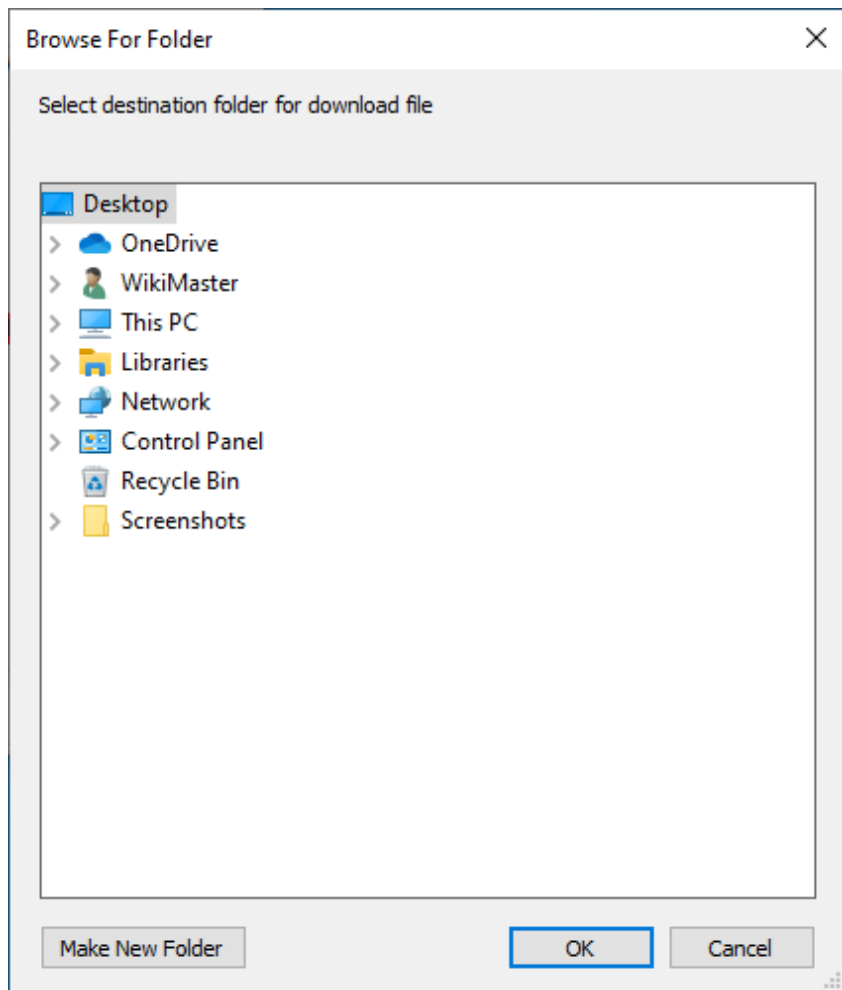 Browse For Folder
Select destination folder for download file
Desktop
OneDrive
WikiMaster
This PC
Libraries
Network
Control Panel
Recycle Bin
Screenshots
Make New Folder OK Cancel